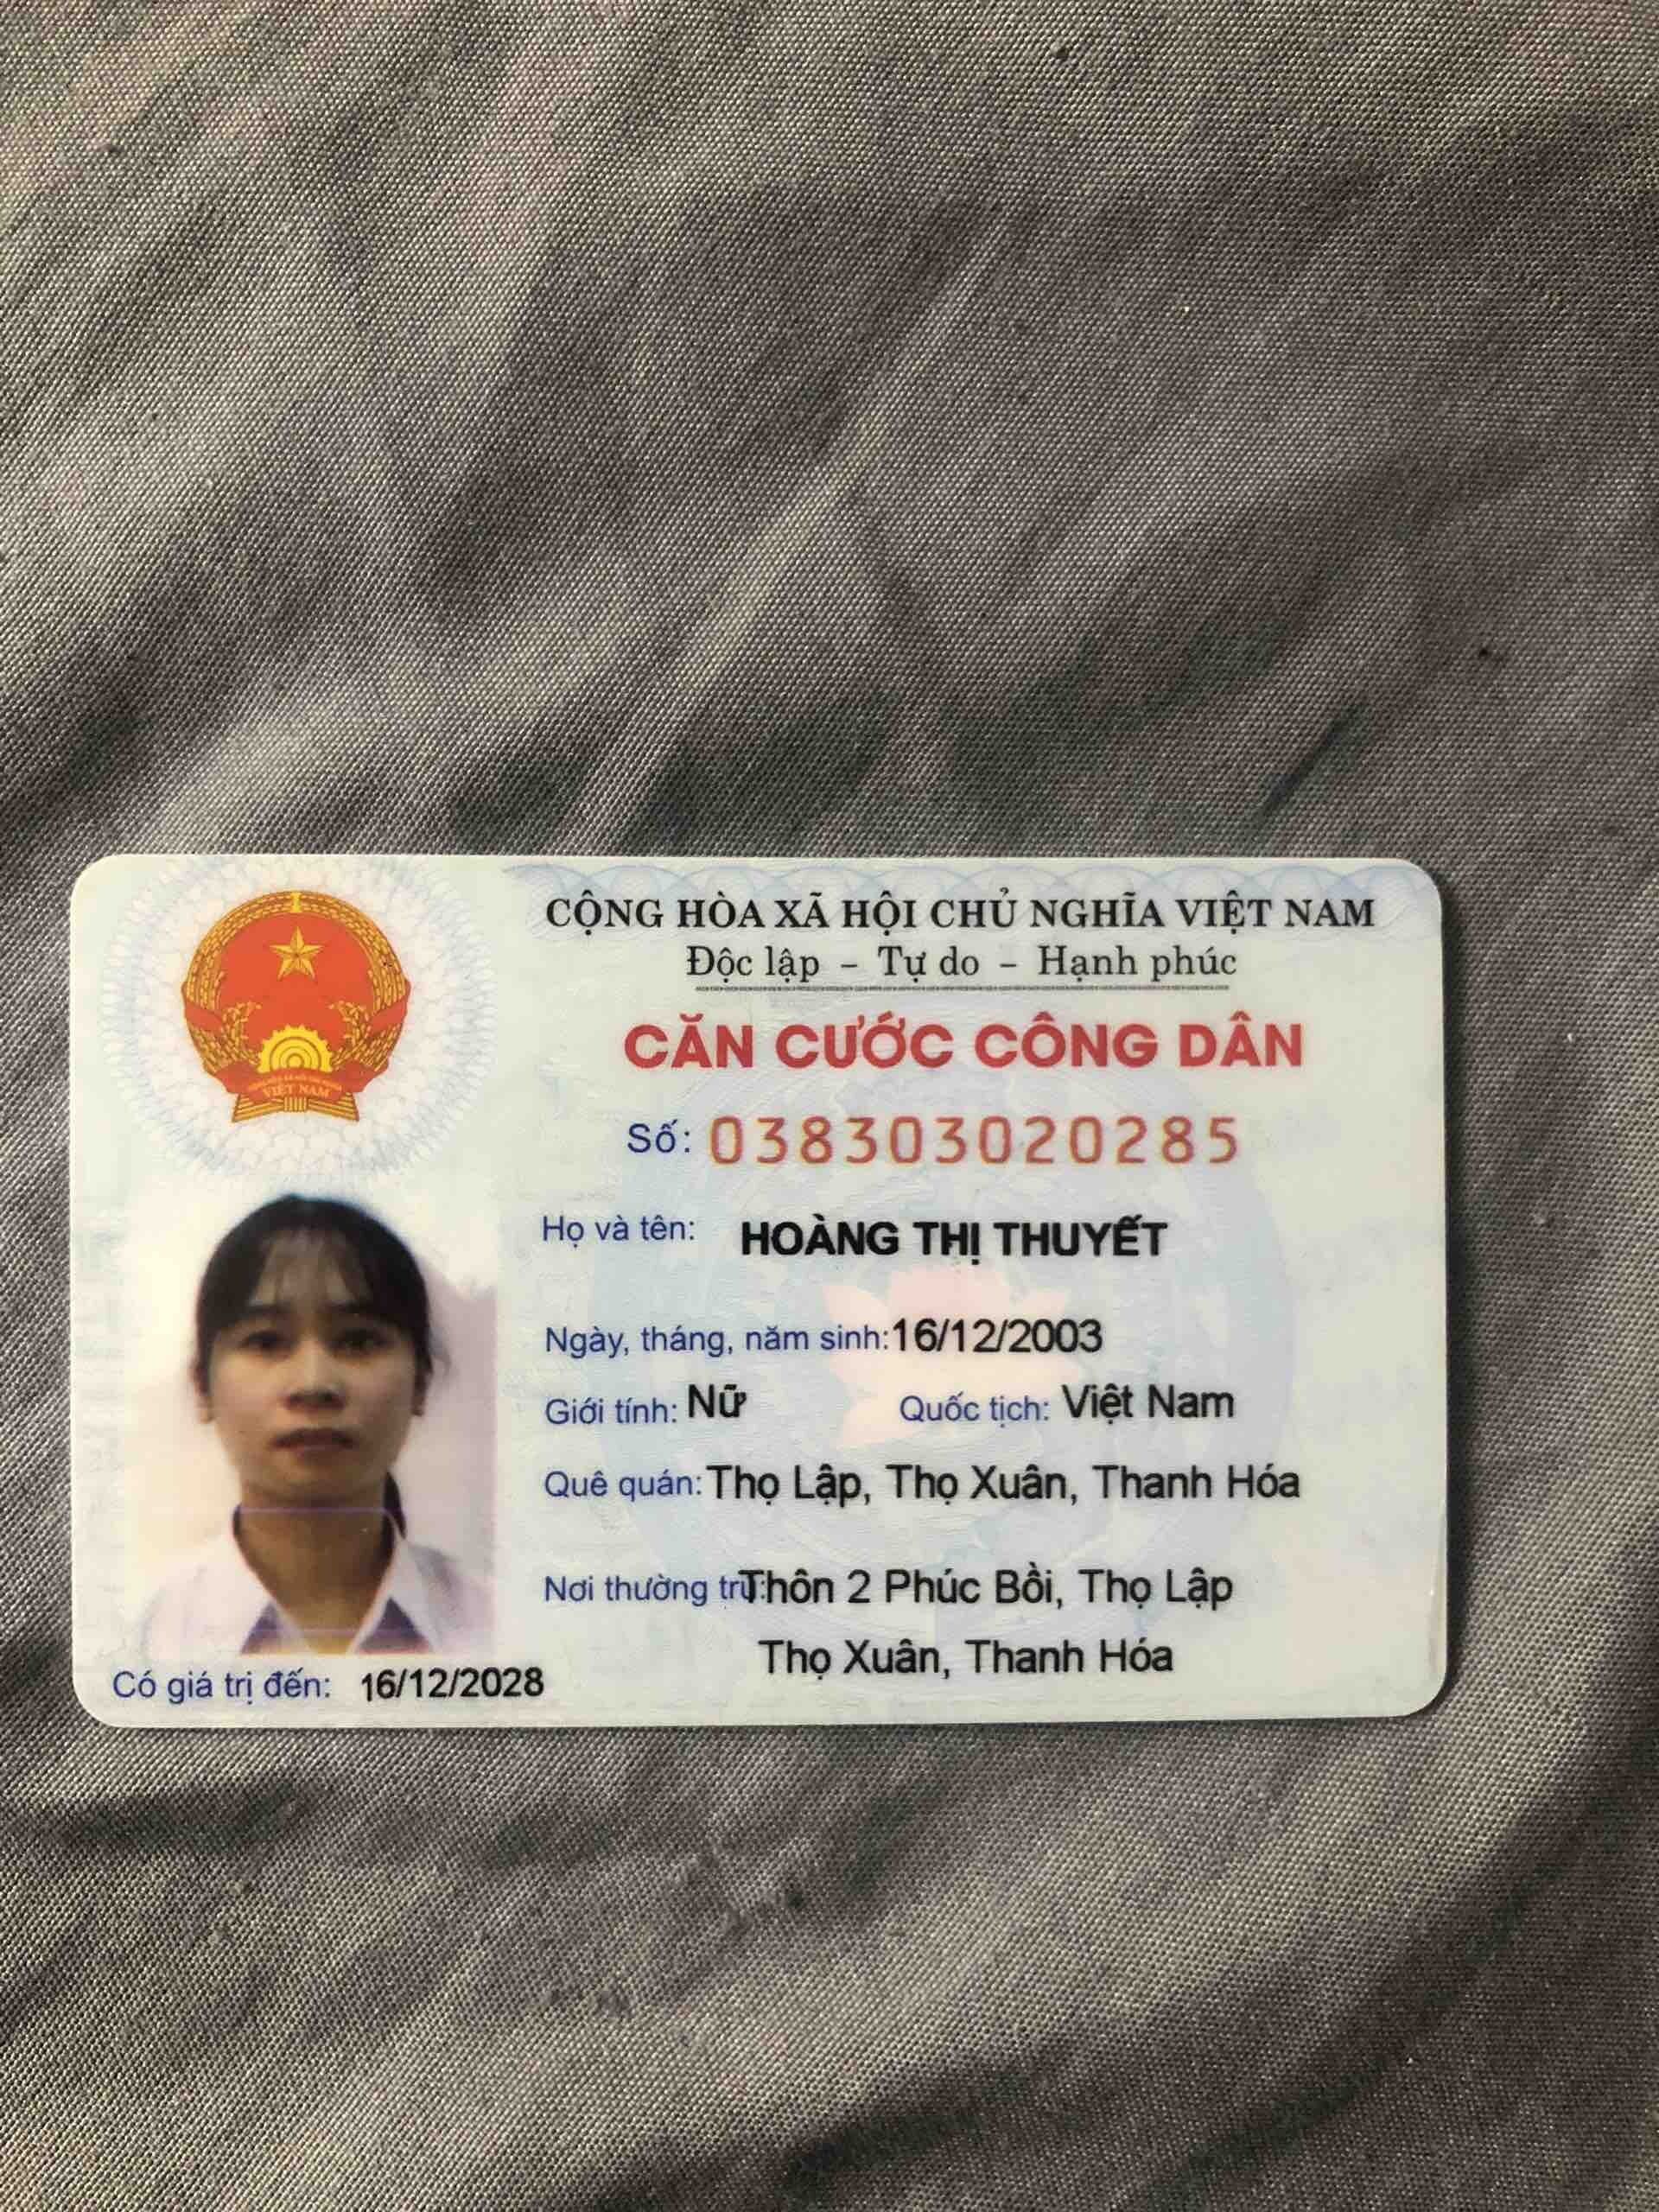 CỘNG HÒA XÃ HỘI CHỦ NGHĨA VIỆT NAM
Độc lập - Tự do - Hạnh phúc
CĂN CƯỚC CÔNG DÂN
Số: 038303020285
Họ và tên: HOÀNG THỊ THUYẾT
Ngày, tháng, năm sinh: 16/12/2003
Giới tính: Nữ Quốc tịch: Việt Nam
Quê quán: Thọ Lập, Thọ Xuân, Thanh Hóa
Nơi thường trú: Thôn 2 Phúc Bồi, Thọ Lập
Thọ Xuân, Thanh Hóa
Có giá trị đến: 16/12/2028
VIỆT NAM